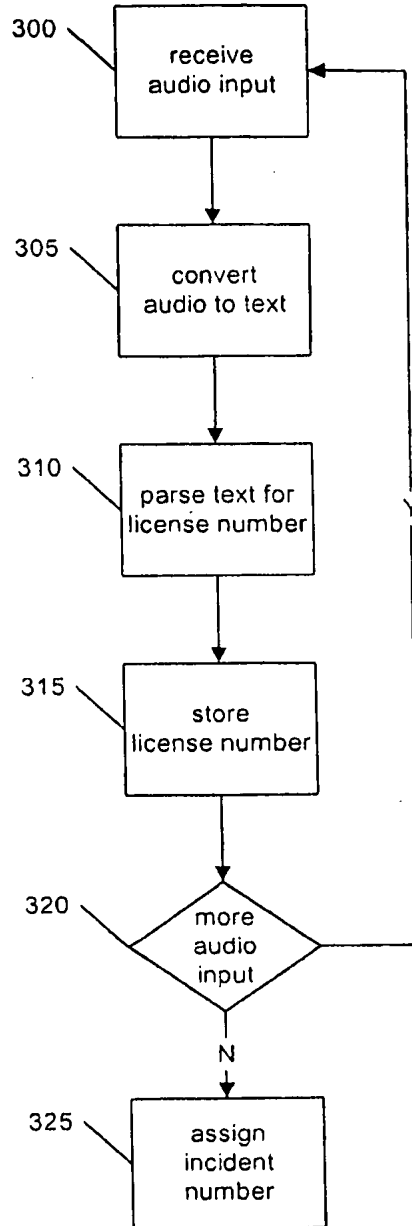 300
receive
audio input
305
convert
audio to text
310
parse text for
license number
Y
315
store
license number
320
more
audio
input
N
325
assign
incident
number